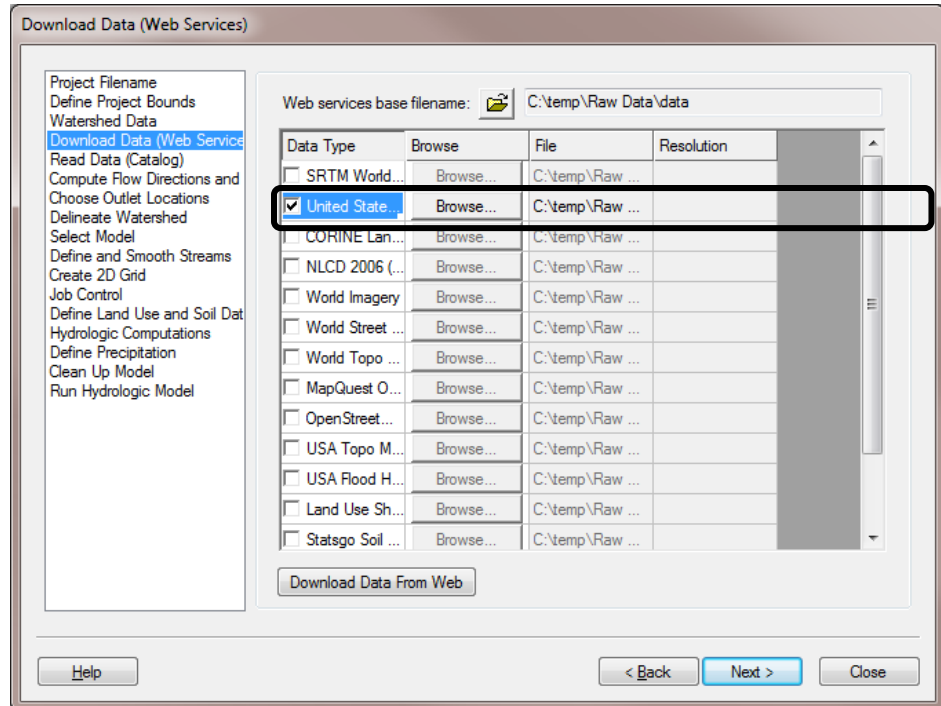 Download Data (Web Services)
Project Filename
Define Project Bounds
Watershed Data
Download Data (Web Service
Read Data (Catalog)
Compute Flow Directions and
Choose Outlet Locations
Delineate Watershed
Select Model
Define and Smooth Streams
Create 2D Grid
Job Control
Define Land Use and Soil Dat
Hydrologic Computations
Define Precipitation
Clean Up Model
Run Hydrologic Model
Web services base filename: C:\temp\Raw Data\data
Data Type Browse File Resolution
SRTM World... Browse... C:\temp\Raw ...
United State... Browse... C:\temp\Raw ...
CORINE Lan... Browse... C:\temp\Raw ...
NLCD 2006 (... Browse... C:\temp\Raw ...
World Imagery Browse... C:\temp\Raw ...
World Street ... Browse... C:\temp\Raw ...
World Topo ... Browse... C:\temp\Raw ...
MapQuest O... Browse... C:\temp\Raw ...
OpenStreet... Browse... C:\temp\Raw ...
USA Topo M... Browse... C:\temp\Raw ...
USA Flood H... Browse... C:\temp\Raw ...
Land Use Sh... Browse... C:\temp\Raw ...
Statsgo Soil ... Browse... C:\temp\Raw ...
Download Data From Web
Help < Back Next > Close